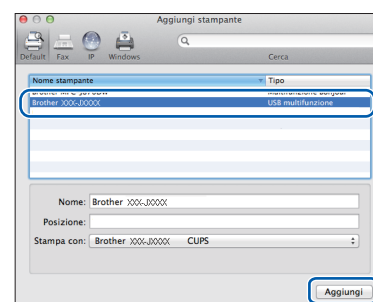 Aggiungi stampante
Default Fax IP Windows Cerca
Nome stampante Tipo
Brother XXX-JXXXX USB multifunzione
Nome: Brother XXX-JXXXX
Posizione:
Stampa con: Brother XXX-JXXXX CUPS
Aggiungi